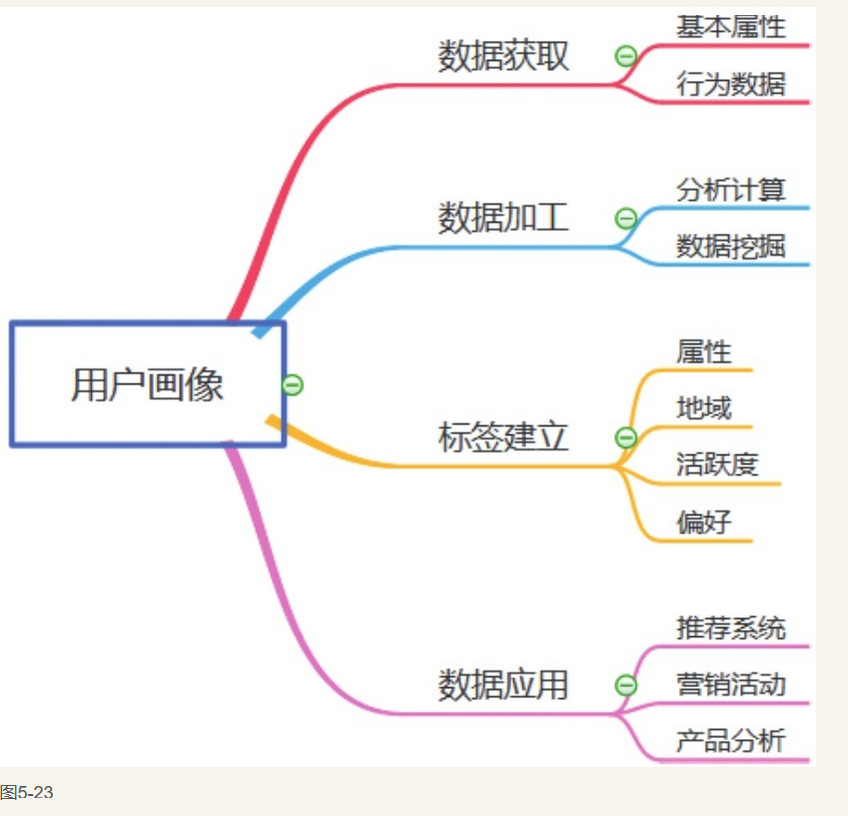 用户画像
数据获取
基本属性
行为数据
数据加工
分析计算
数据挖掘
标签建立
属性
地域
活跃度
偏好
数据应用
推荐系统
营销活动
产品分析
图5-23